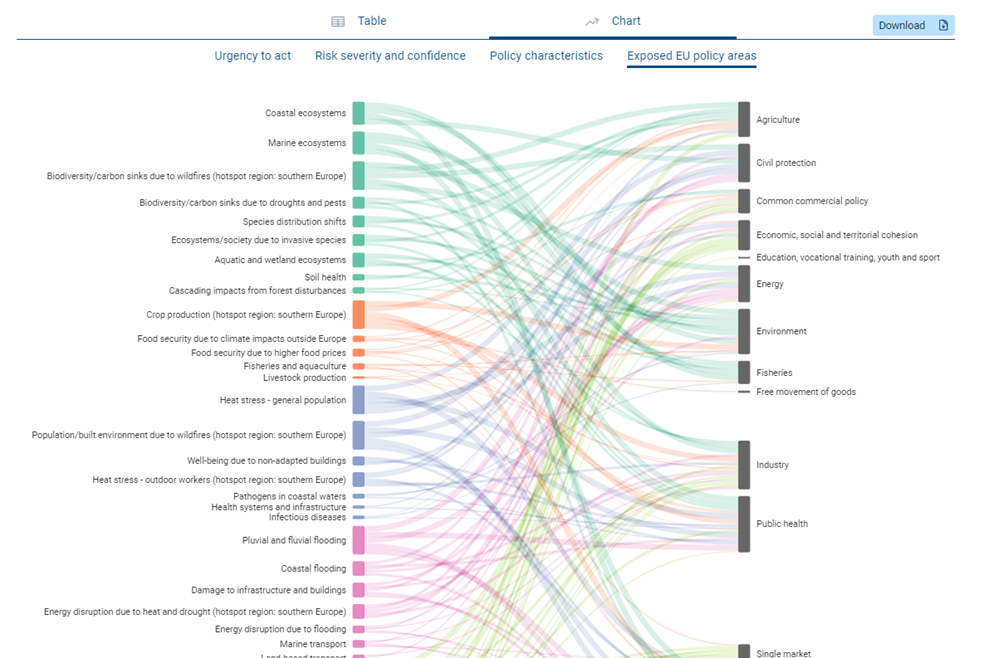 Table
Chart
Download
Urgency to act
Risk severity and confidence
Policy characteristics
Exposed EU policy areas
Coastal ecosystems
Marine ecosystems
Biodiversity/carbon sinks due to wildfires (hotspot region: southern Europe)
Biodiversity/carbon sinks due to droughts and pests
Species distribution shifts
Ecosystems/society due to invasive species
Aquatic and wetland ecosystems
Soil health
Cascading impacts from forest disturbances
Crop production (hotspot region: southern Europe)
Food security due to climate impacts outside Europe
Food security due to higher food prices
Fisheries and aquaculture
Livestock production
Heat stress - general population
Population/built environment due to wildfires (hotspot region: southern Europe)
Well-being due to non-adapted buildings
Heat stress - outdoor workers (hotspot region: southern Europe)
Pathogens in coastal waters
Health systems and infrastructure
Infectious diseases
Pluvial and fluvial flooding
Coastal flooding
Damage to infrastructure and buildings
Energy disruption due to heat and drought (hotspot region: southern Europe)
Energy disruption due to flooding
Marine transport
Land-based transport
Agriculture
Civil protection
Common commercial policy
Economic, social and territorial cohesion
Education, vocational training, youth and sport
Energy
Environment
Fisheries
Free movement of goods
Industry
Public health
Single market